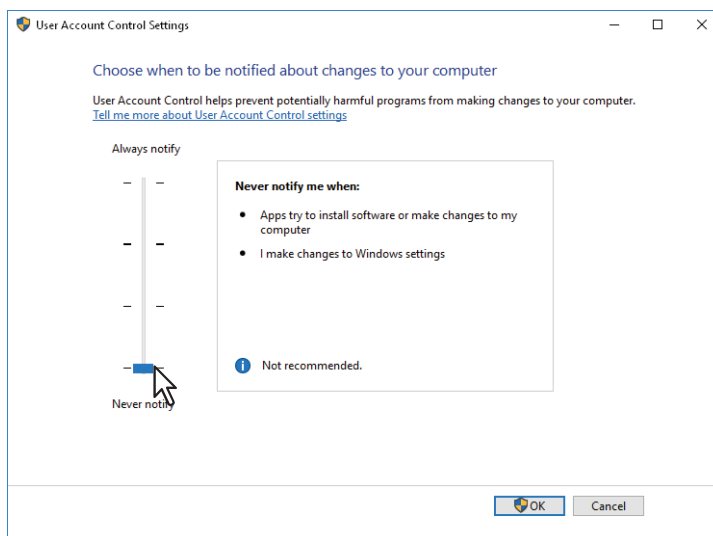 User Account Control Settings
Choose when to be notified about changes to your computer
User Account Control helps prevent potentially harmful programs from making changes to your computer.
Tell me more about User Account Control settings
Always notify
Never notify me when:
• Apps try to install software or make changes to my
computer
• I make changes to Windows settings
Not recommended.
Never notify
OK
Cancel